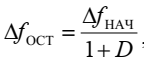 Δf_ОСТ = Δf_НАЧ / (1 + D),